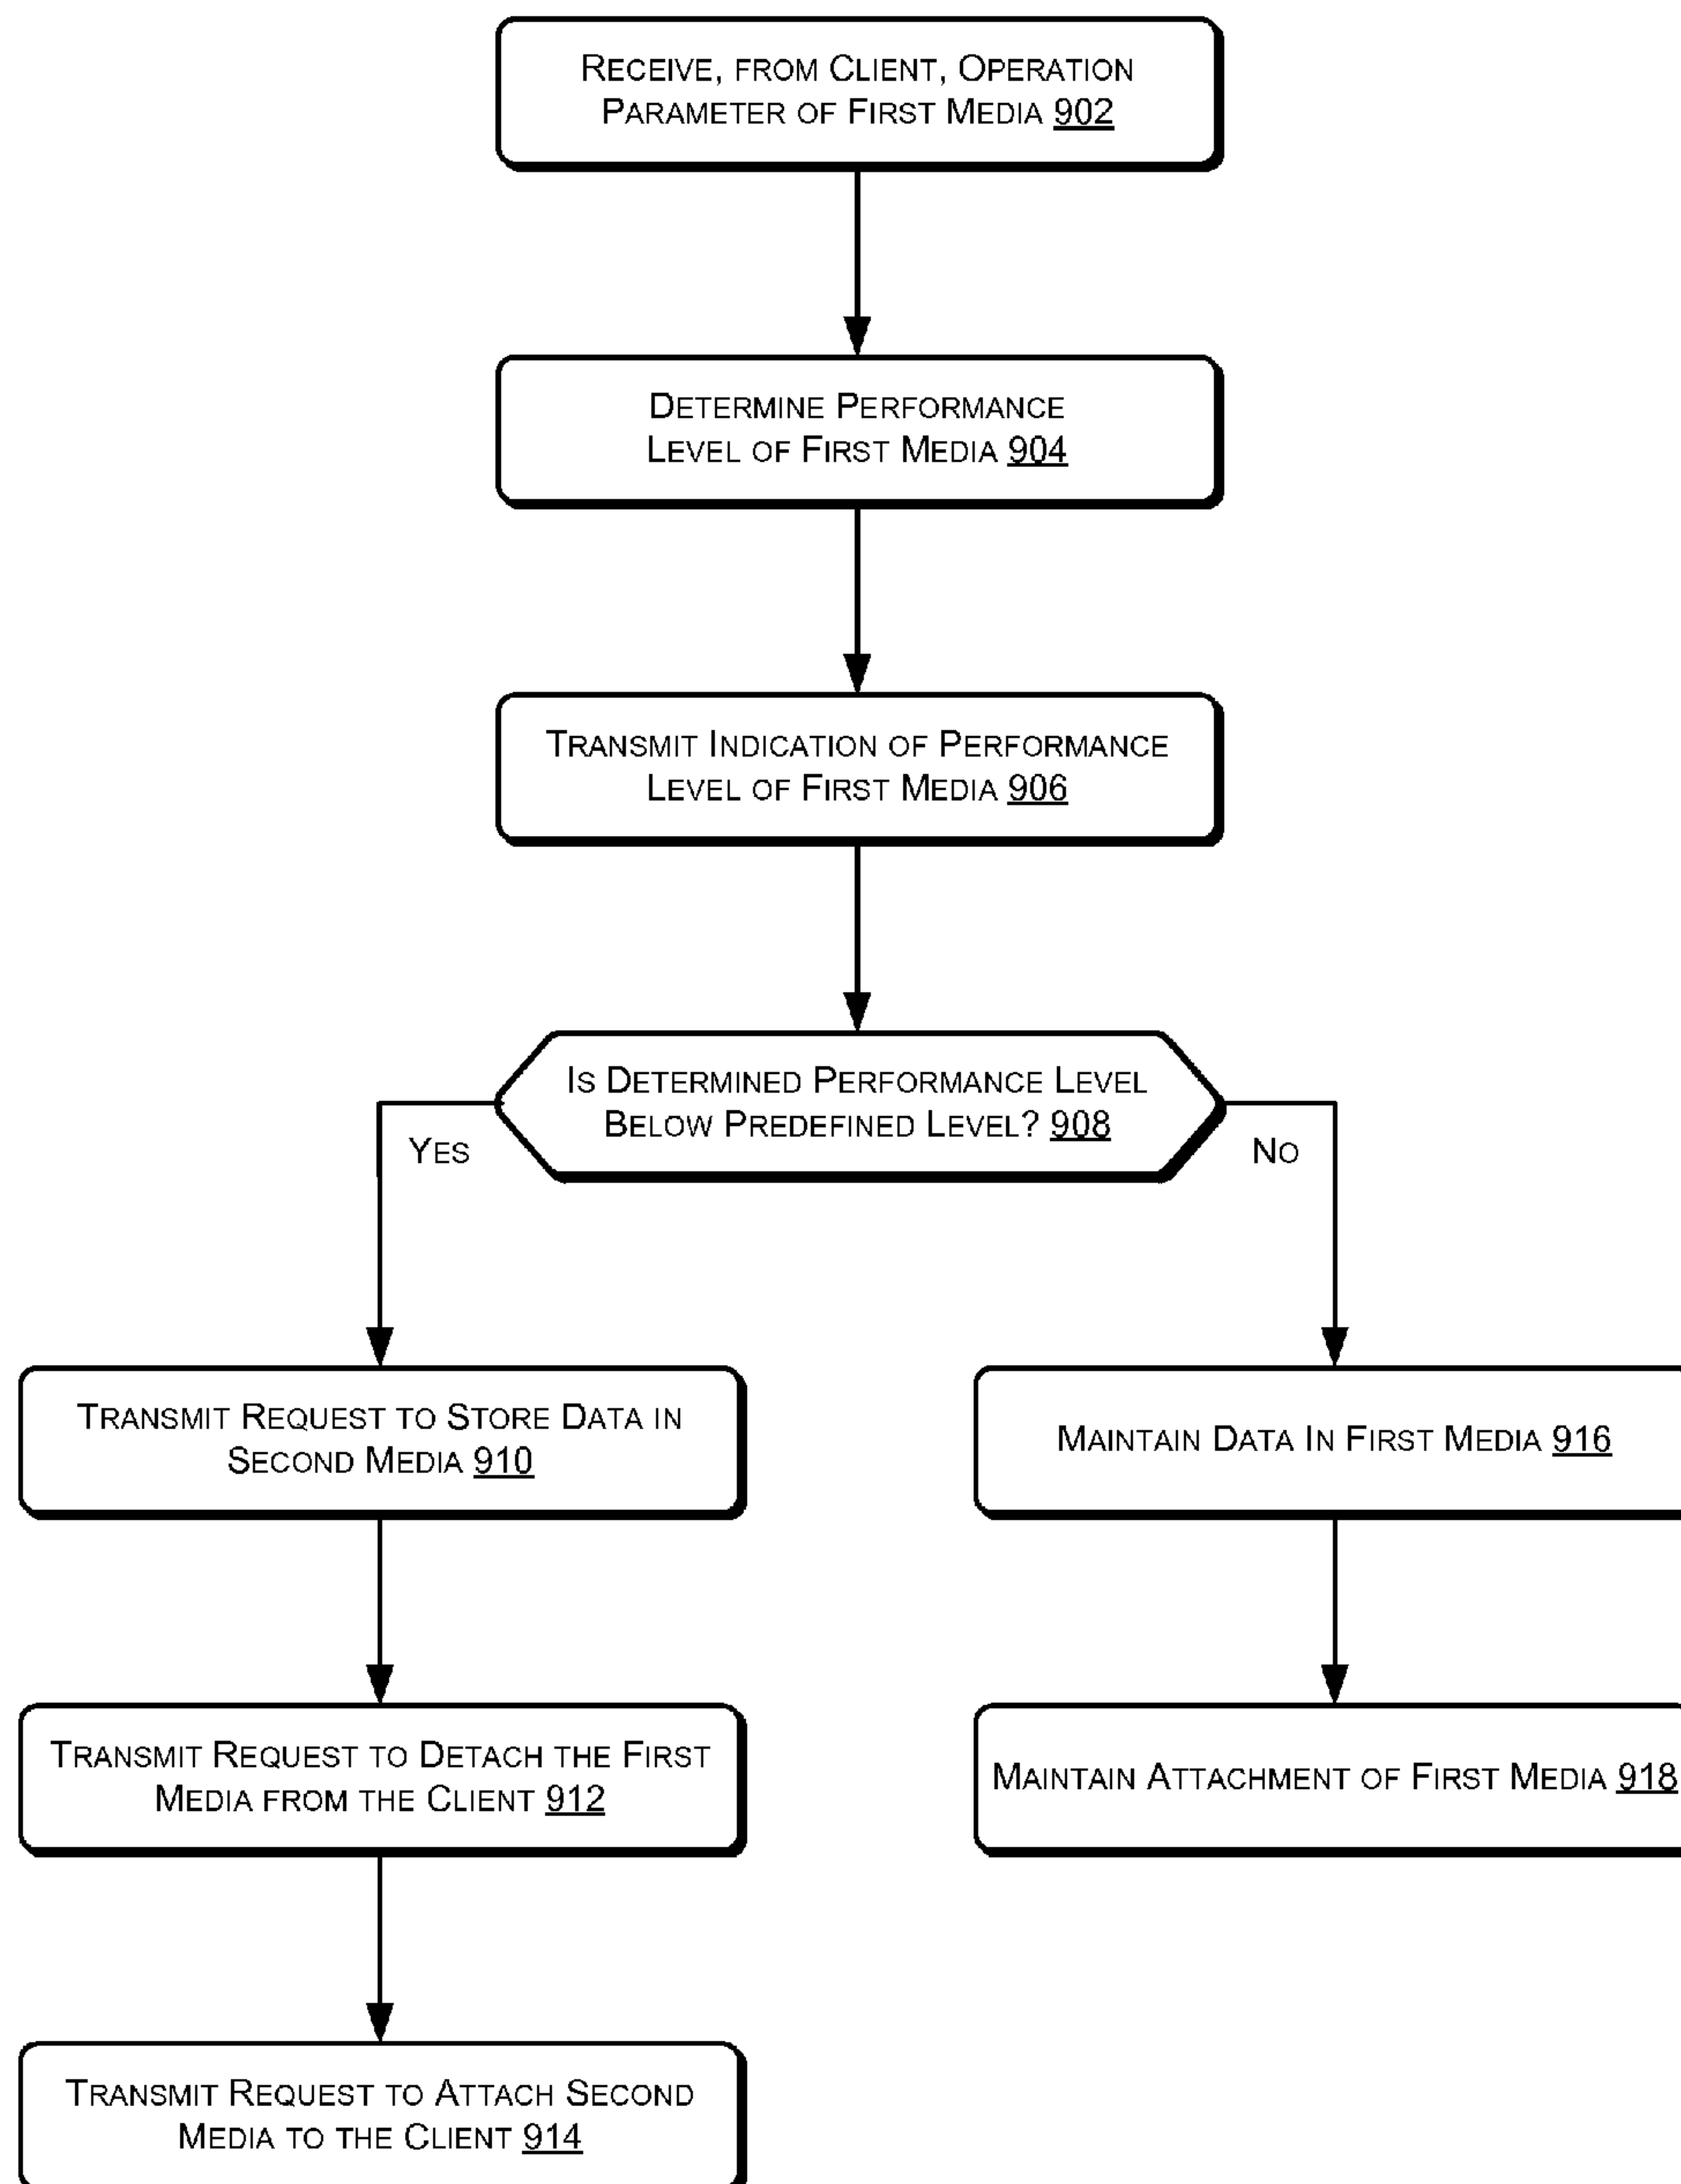 RECEIVE, FROM CLIENT, OPERATION
PARAMETER OF FIRST MEDIA 902
DETERMINE PERFORMANCE
LEVEL OF FIRST MEDIA 904
TRANSMIT INDICATION OF PERFORMANCE
LEVEL OF FIRST MEDIA 906
IS DETERMINED PERFORMANCE LEVEL
BELOW PREDEFINED LEVEL? 908
YES
NO
TRANSMIT REQUEST TO STORE DATA IN
SECOND MEDIA 910
MAINTAIN DATA IN FIRST MEDIA 916
TRANSMIT REQUEST TO DETACH THE FIRST
MEDIA FROM THE CLIENT 912
MAINTAIN ATTACHMENT OF FIRST MEDIA 918
TRANSMIT REQUEST TO ATTACH SECOND
MEDIA TO THE CLIENT 914